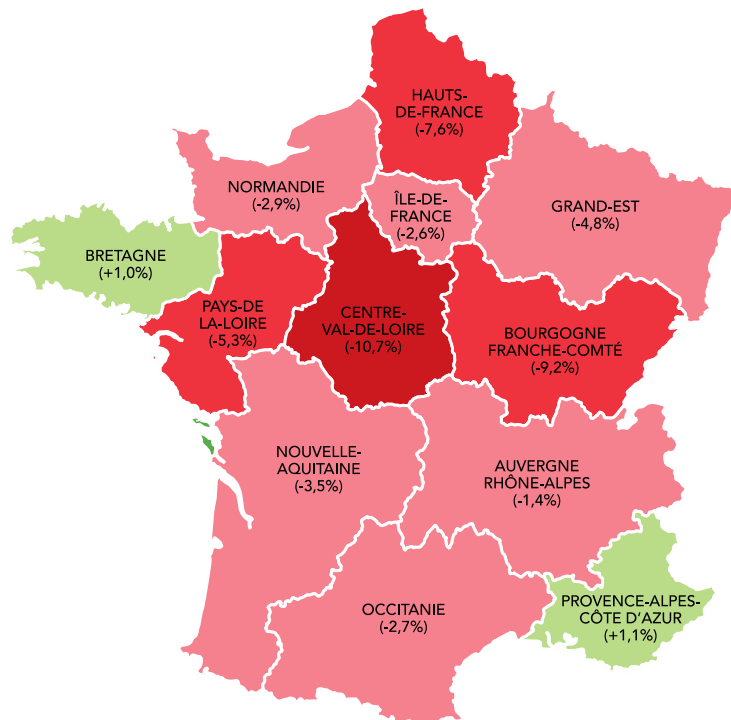 HAUTS-
DE-FRANCE
(-7,6%)
NORMANDIE
(-2,9%)
ÎLE-DE-
FRANCE
(-2,6%)
GRAND-EST
(-4,8%)
BRETAGNE
(+1,0%)
PAYS-DE
LA-LOIRE
(-5,3%)
CENTRE-
VAL-DE-LOIRE
(-10,7%)
BOURGOGNE
FRANCHE-COMTÉ
(-9,2%)
NOUVELLE-
AQUITAINE
(-3,5%)
AUVERGNE
RHÔNE-ALPES
(-1,4%)
OCCITANIE
(-2,7%)
PROVENCE-ALPES-
CÔTE D'AZUR
(+1,1%)